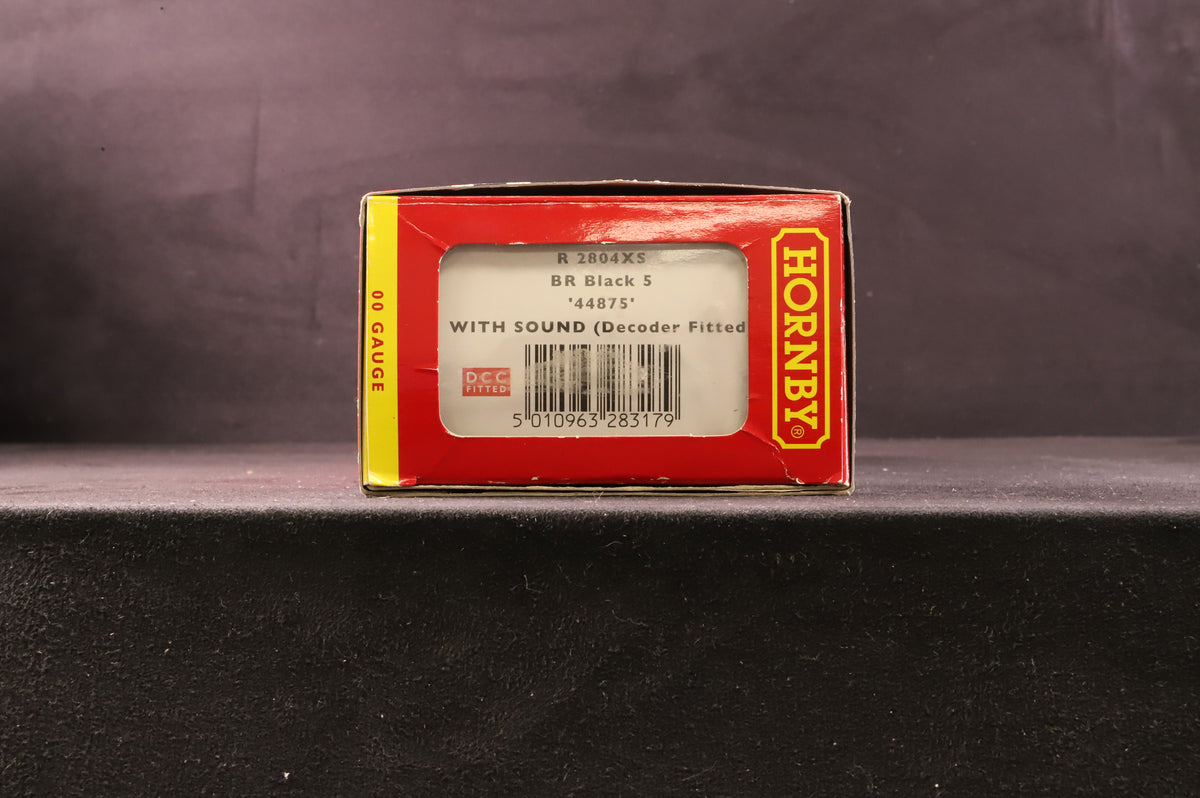 00 GAUGE
R 2804XS
BR Black 5
'44875'
WITH SOUND (Decoder Fitted
DCC
FITTED
5 010963 283179
HORNBY®